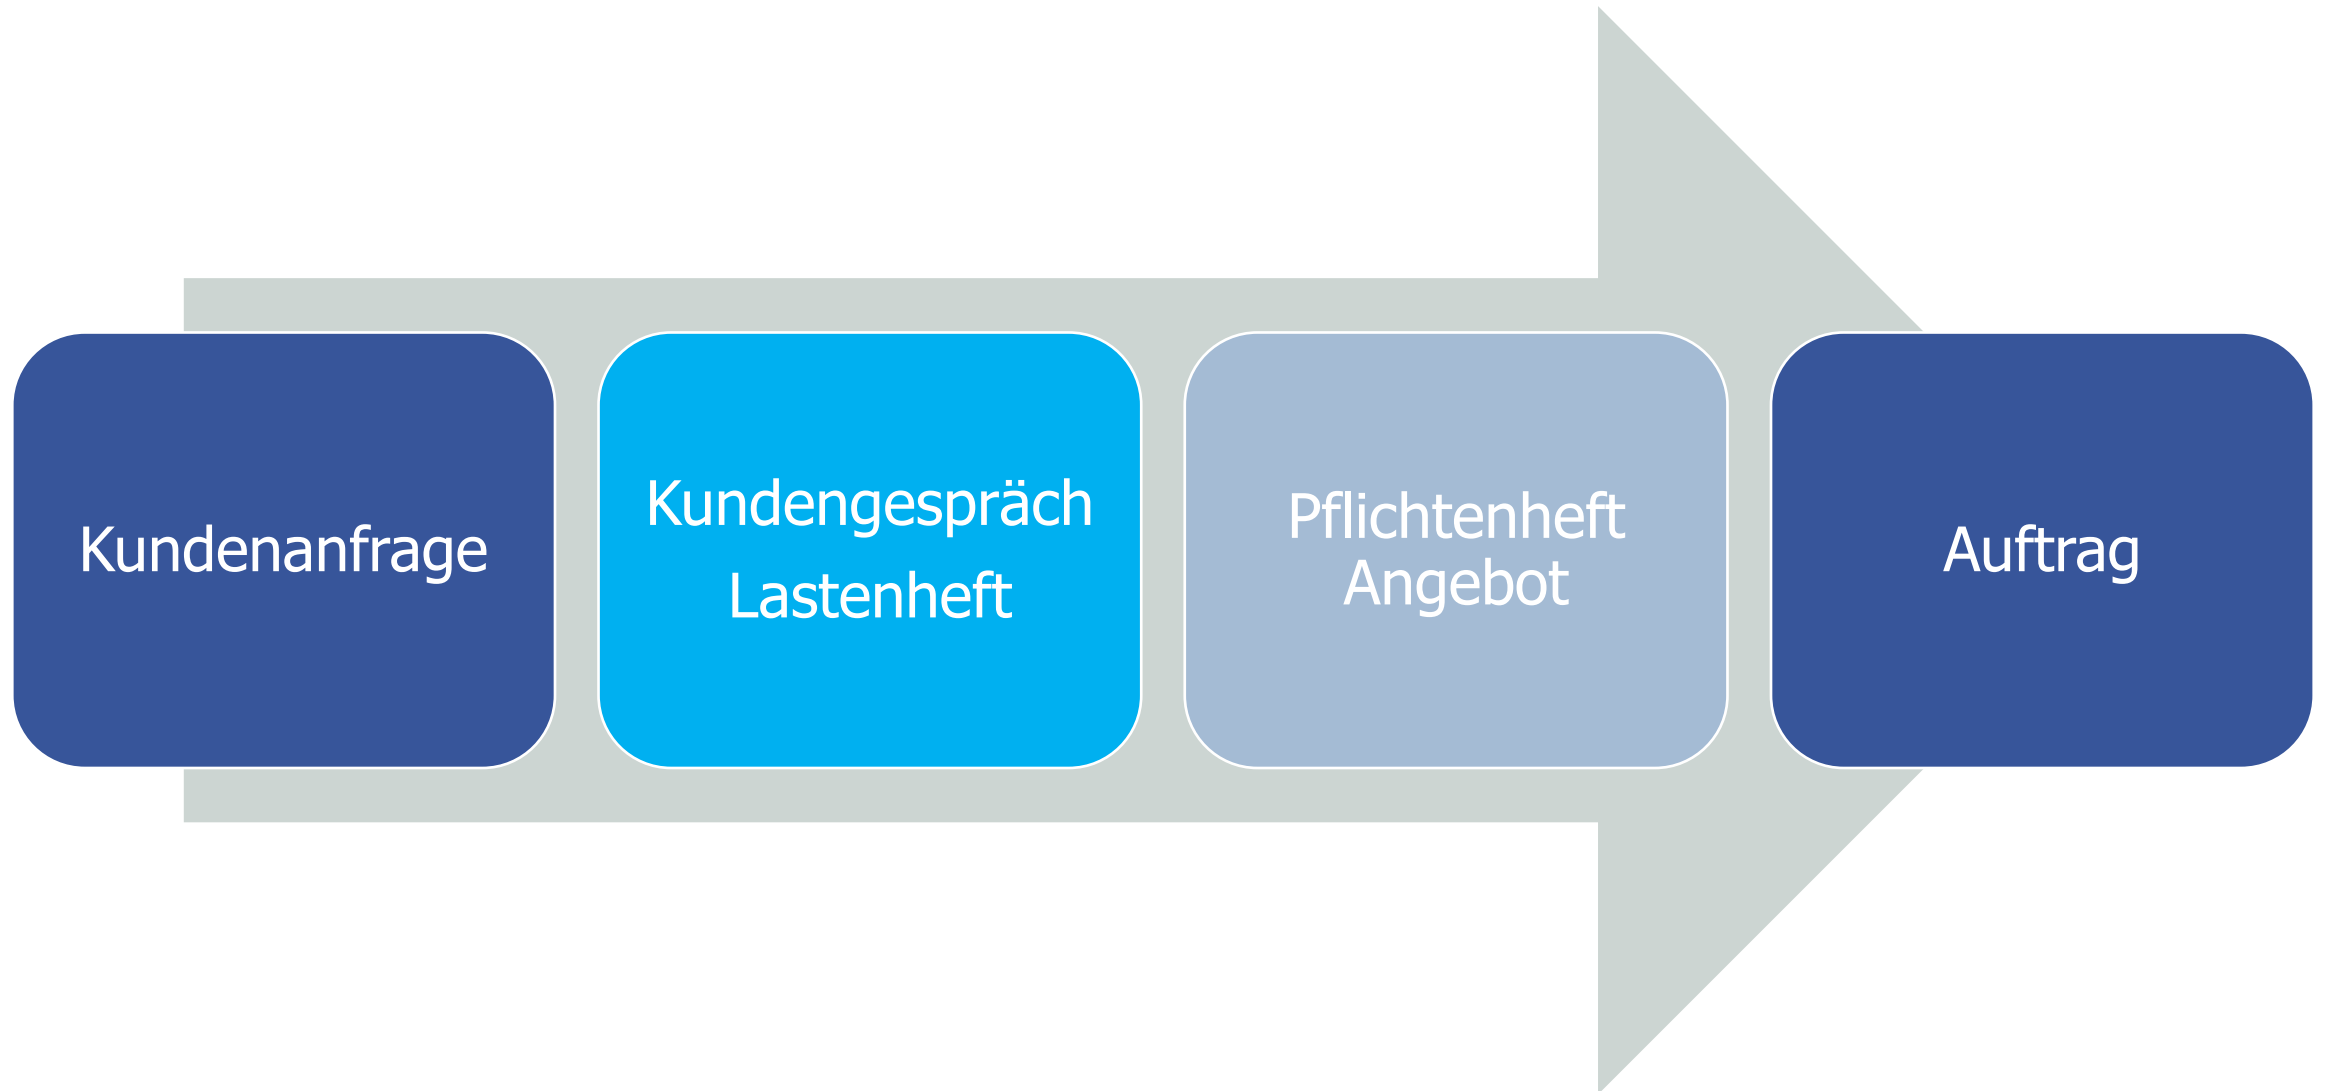 Kundenanfrage
Kundengespräch
Lastenheft
Pflichtenheft
Angebot
Auftrag